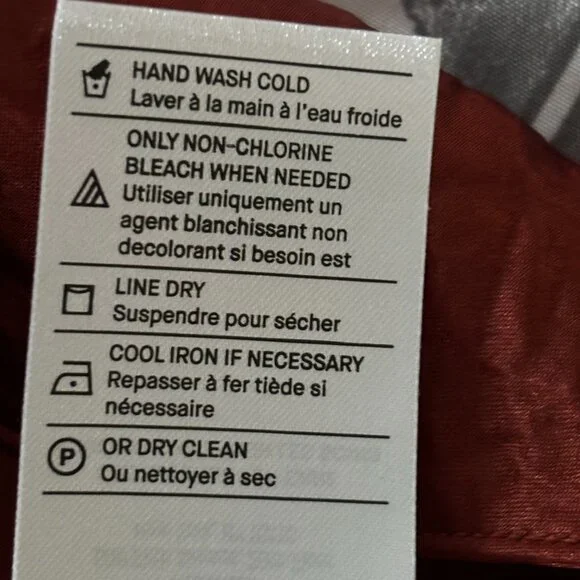 HAND WASH COLD
Laver à la main à l'eau froide
ONLY NON-CHLORINE
BLEACH WHEN NEEDED
Utiliser uniquement un
agent blanchissant non
decolorant si besoin est
LINE DRY
Suspendre pour sécher
COOL IRON IF NECESSARY
Repasser à fer tiède si
nécessaire
P
OR DRY CLEAN
Ou nettoyer à sec